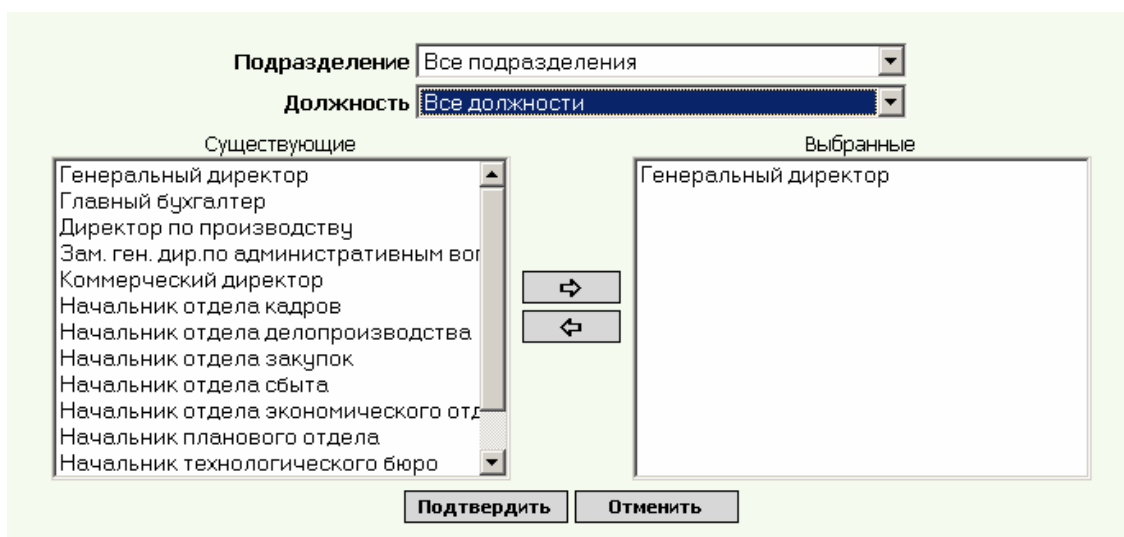 Подразделение Все подразделения
Должность Все должности
Существующие
Выбранные
Генеральный директор
Главный бухгалтер
Директор по производству
Зам. ген. дир.по административным воп
Коммерческий директор
Начальник отдела кадров
Начальник отдела делопроизводства
Начальник отдела закупок
Начальник отдела сбыта
Начальник отдела экономического отд
Начальник планового отдела
Начальник технологического бюро
Генеральный директор
Подтвердить Отменить